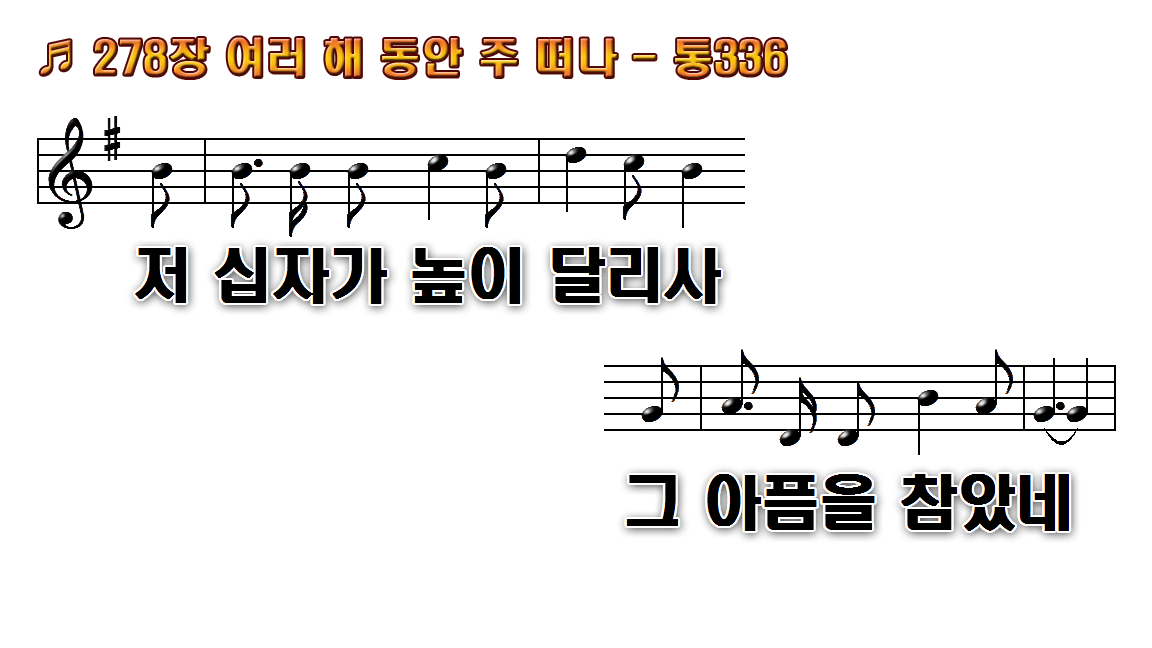 ♬ 278장 여러 해 동안 주 떠나 - 통336
저 십자가 높이 달리사
그 아픔을 참았네